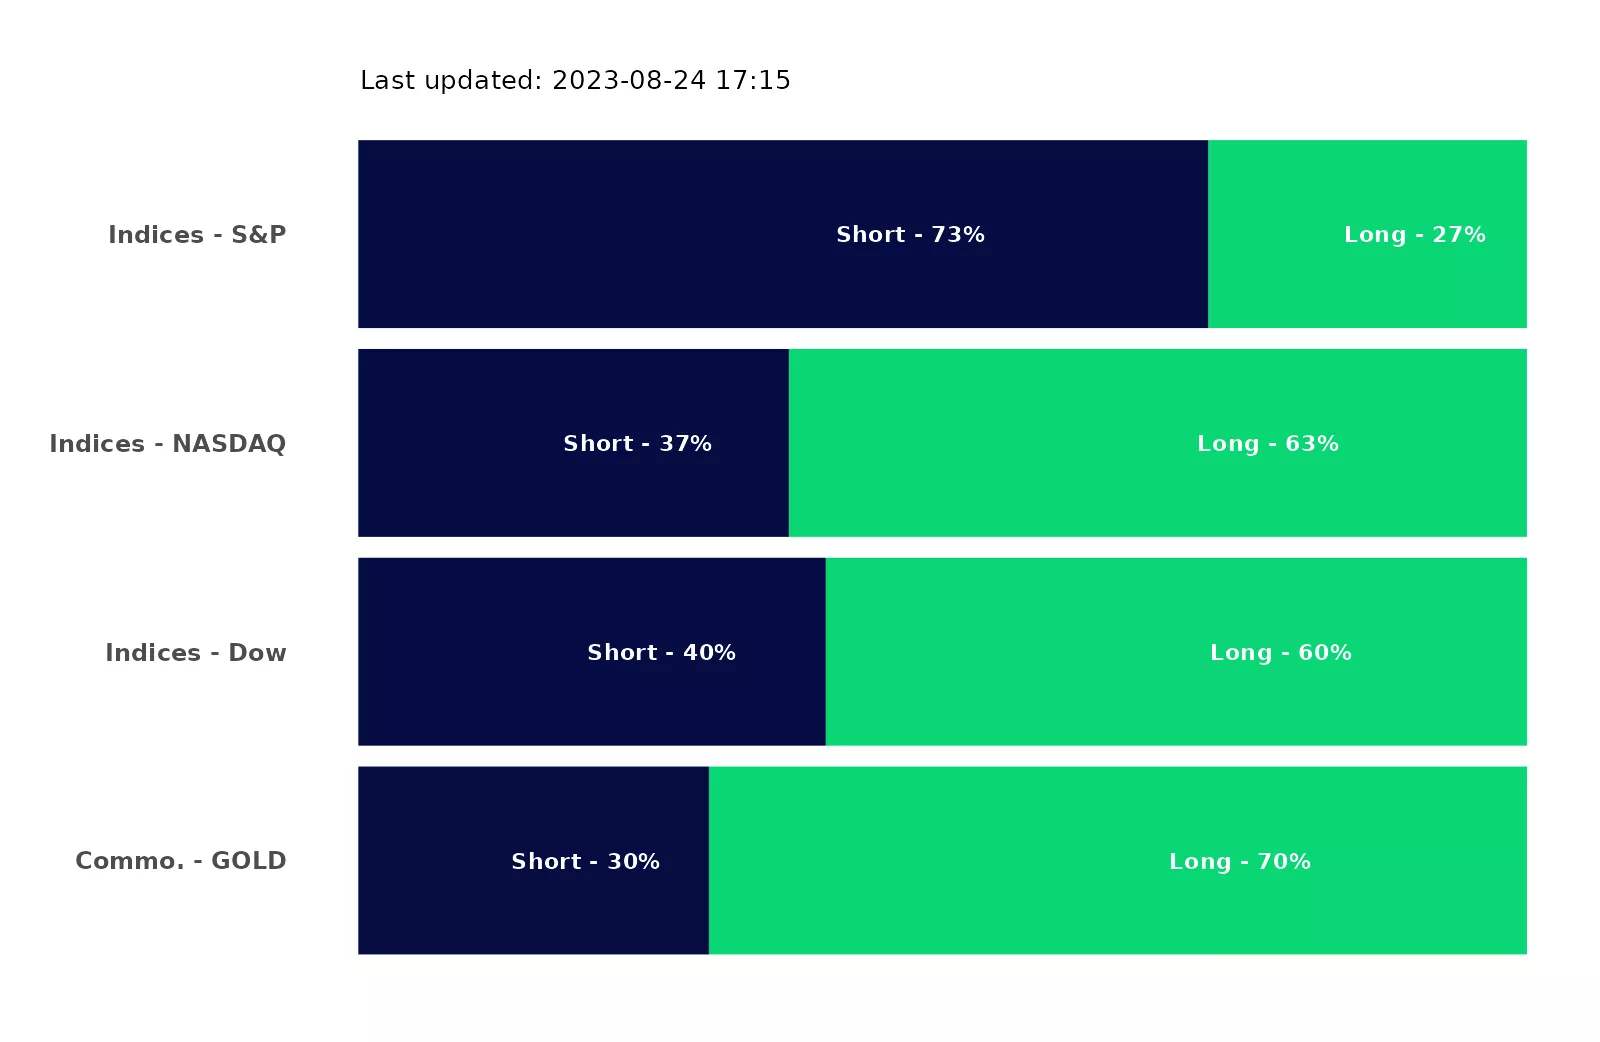 Last updated: 2023-08-24 17:15
Indices - S&P Short - 73% Long - 27%
Indices - NASDAQ Short - 37% Long - 63%
Indices - Dow Short - 40% Long - 60%
Commo. - GOLD Short - 30% Long - 70%